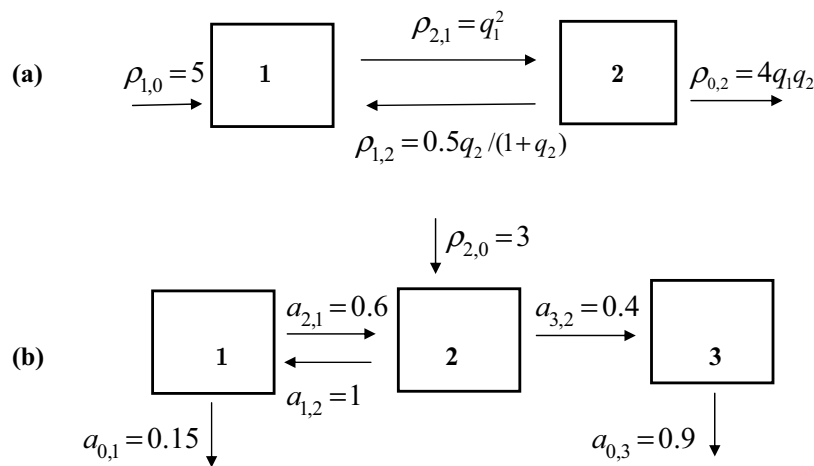 ρ₂,₁ = q₁²
(a) ρ₁,₀ = 5 1 2 ρ₀,₂ = 4q₁q₂
ρ₁,₂ = 0.5q₂ /(1+ q₂)
ρ₂,₀ = 3
a₂,₁ = 0.6 a₃,₂ = 0.4
(b) 1 2 3
a₁,₂ = 1
a₀,₁ = 0.15 a₀,₃ = 0.9